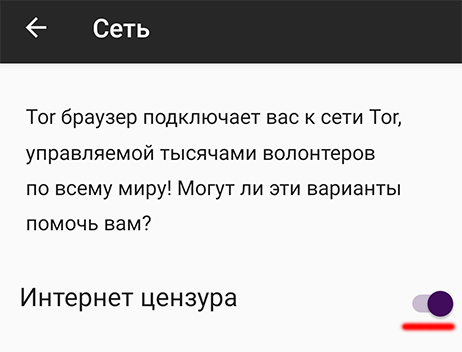 Сеть
Tor браузер подключает вас к сети Tor,
управляемой тысячами волонтеров
по всему миру! Могут ли эти варианты
помочь вам?
Интернет цензура